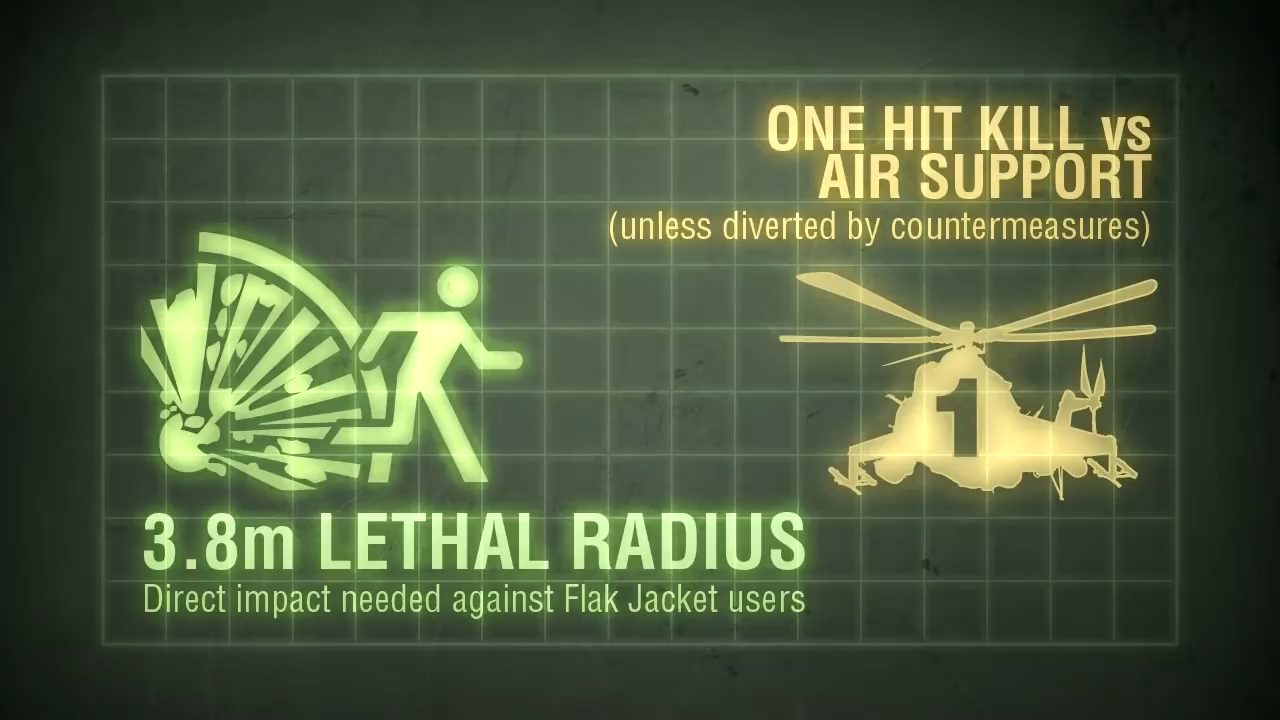 ONE HIT KILL vs
AIR SUPPORT
(unless diverted by countermeasures)
1
3.8m LETHAL RADIUS
Direct impact needed against Flak Jacket users